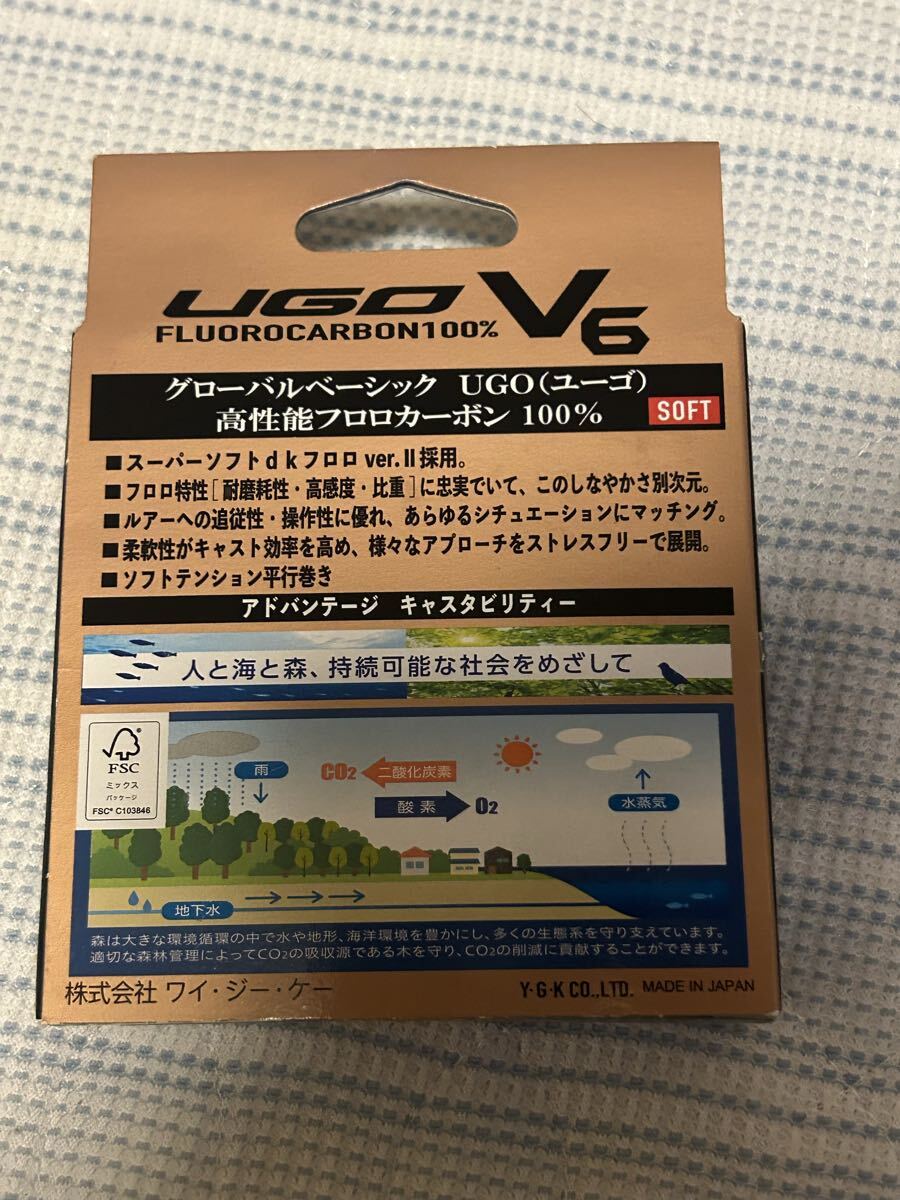 UGO V6
FLUOROCARBON100%
グローバルベーシック UGO(ユーゴ)
高性能フロロカーボン 100% SOFT
■スーパーソフトdkフロロ ver.Ⅱ採用。
■フロロ特性[耐磨耗性・高感度・比重]に忠実でいて、このしなやかさ別次元。
■ルアーへの追従性・操作性に優れ、あらゆるシチュエーションにマッチング。
■柔軟性がキャスト効率を高め、様々なアプローチをストレスフリーで展開。
■ソフトテンション平行巻き
アドバンテージ キャスタビリティー
人と海と森、持続可能な社会をめざして
FSC
ミックス
パッケージ
FSC® C103846
雨
CO2 二酸化炭素
酸素 O2
水蒸気
地下水
森は大きな環境循環の中で水や地形、海洋環境を豊かにし、多くの生態系を守り支えています。
適切な森林管理によってCO2の吸収源である木を守り、CO2の削減に貢献することができます。
株式会社 ワイ・ジー・ケー Y・G・K CO.,LTD. MADE IN JAPAN